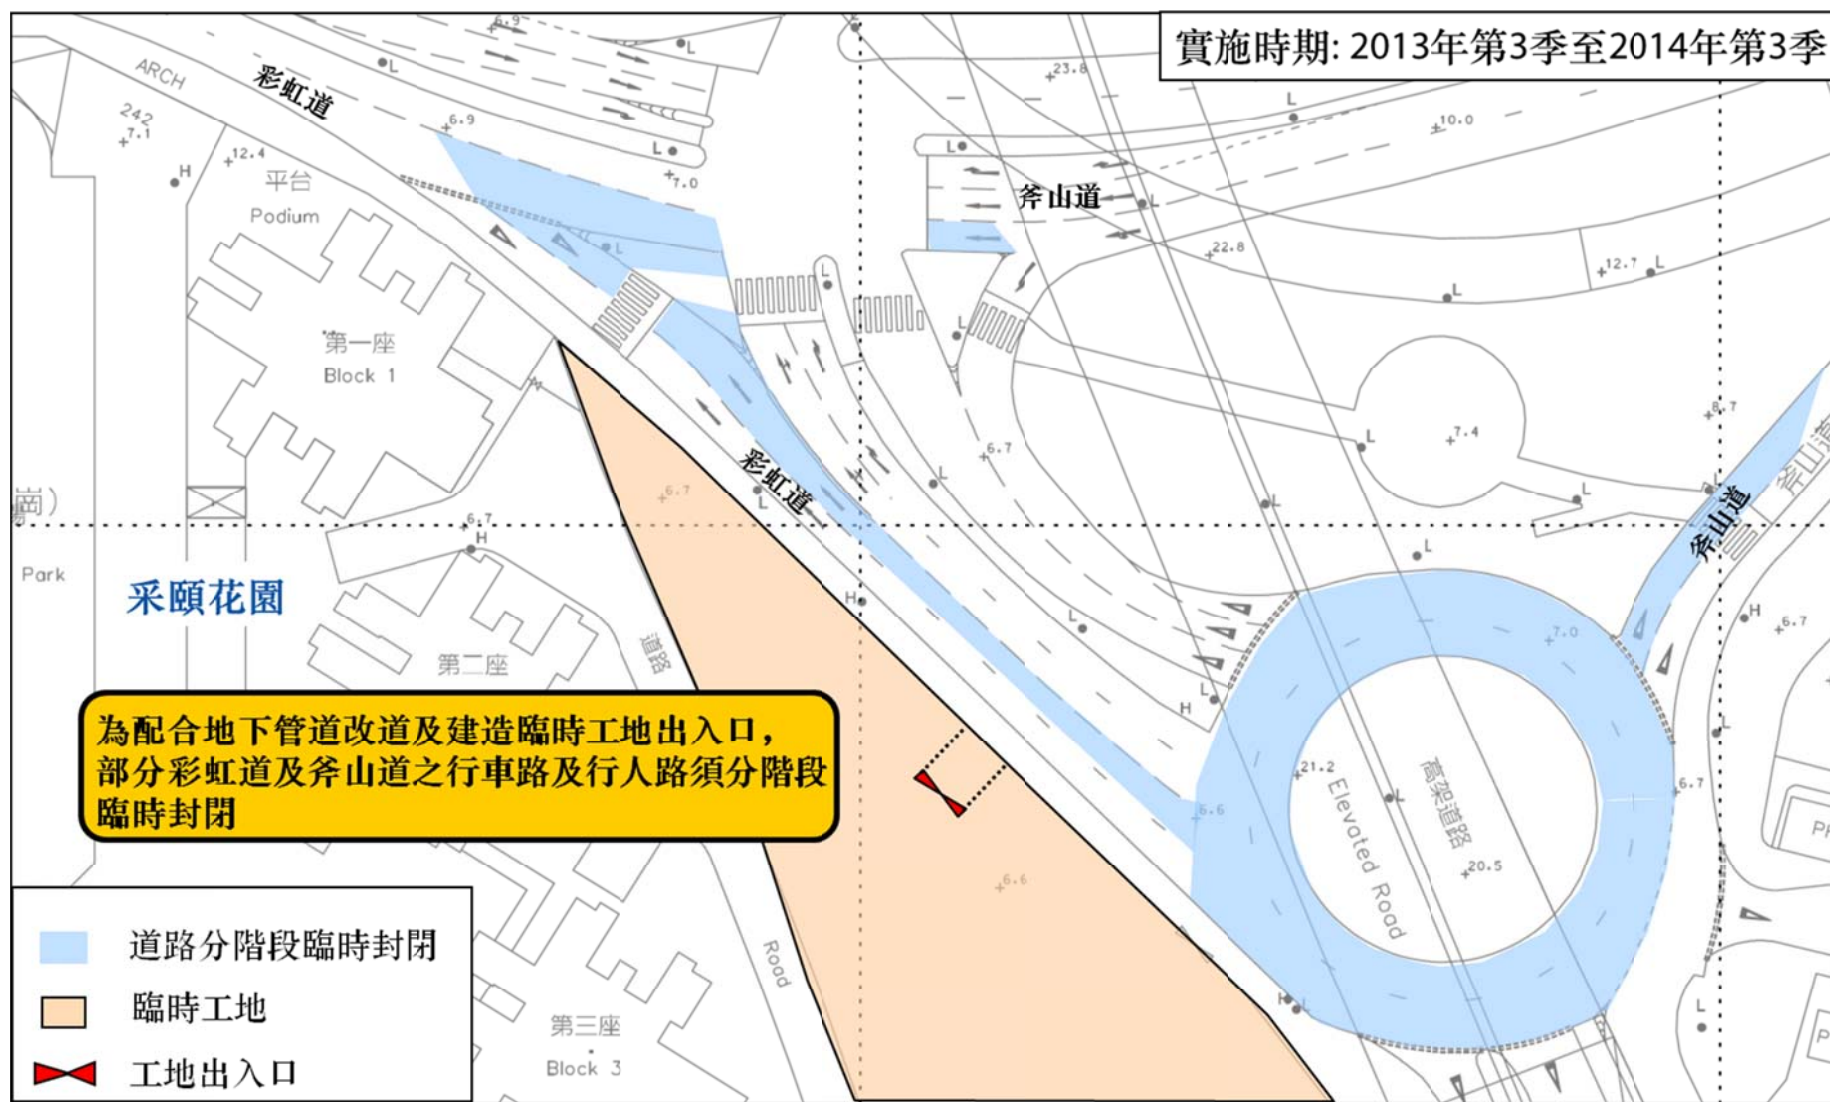 實施時期: 2013年第3季至2014年第3季
6.9
L
L
ARCH
彩虹道
23.8
L
10.0
242
7.1
6.9
12.4
H
L
7.0
L
平台
Podium
斧山道
L
L
22.8
12.7
L
L
L
L
第一座
Block 1
8.7
7.4
L
6.7
彩虹道
L
6.7
L
L
L
L
斧山道
斧山道
崗)
Park
6.7
H
L
采頤花園
H
L
7.0
H
6.7
道路
第二座
H
L
L
為配合地下管道改道及建造臨時工地出入口，
部分彩虹道及斧山道之行車路及行人路須分階段
臨時封閉
21.2
L
高架道路
Elevated Road
6.7
6.6
20.5
6.6
道路分階段臨時封閉
臨時工地
工地出入口
Road
第三座
Block 3
H
L
L